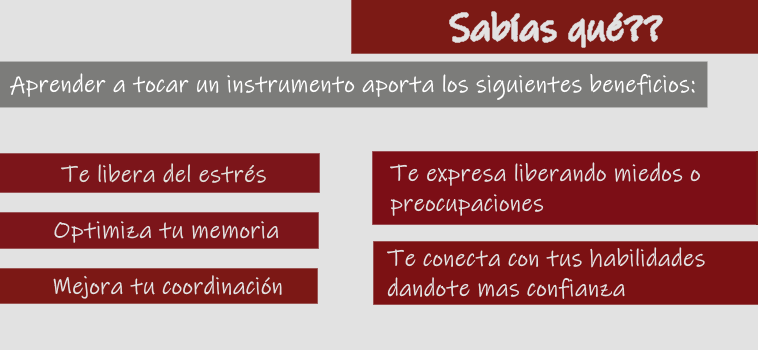 Sabías qué??
Aprender a tocar un instrumento aporta los siguientes beneficios:
Te libera del estrés
Optimiza tu memoria
Mejora tu coordinación
Te expresa liberando miedos o
preocupaciones
Te conecta con tus habilidades
dandote mas confianza